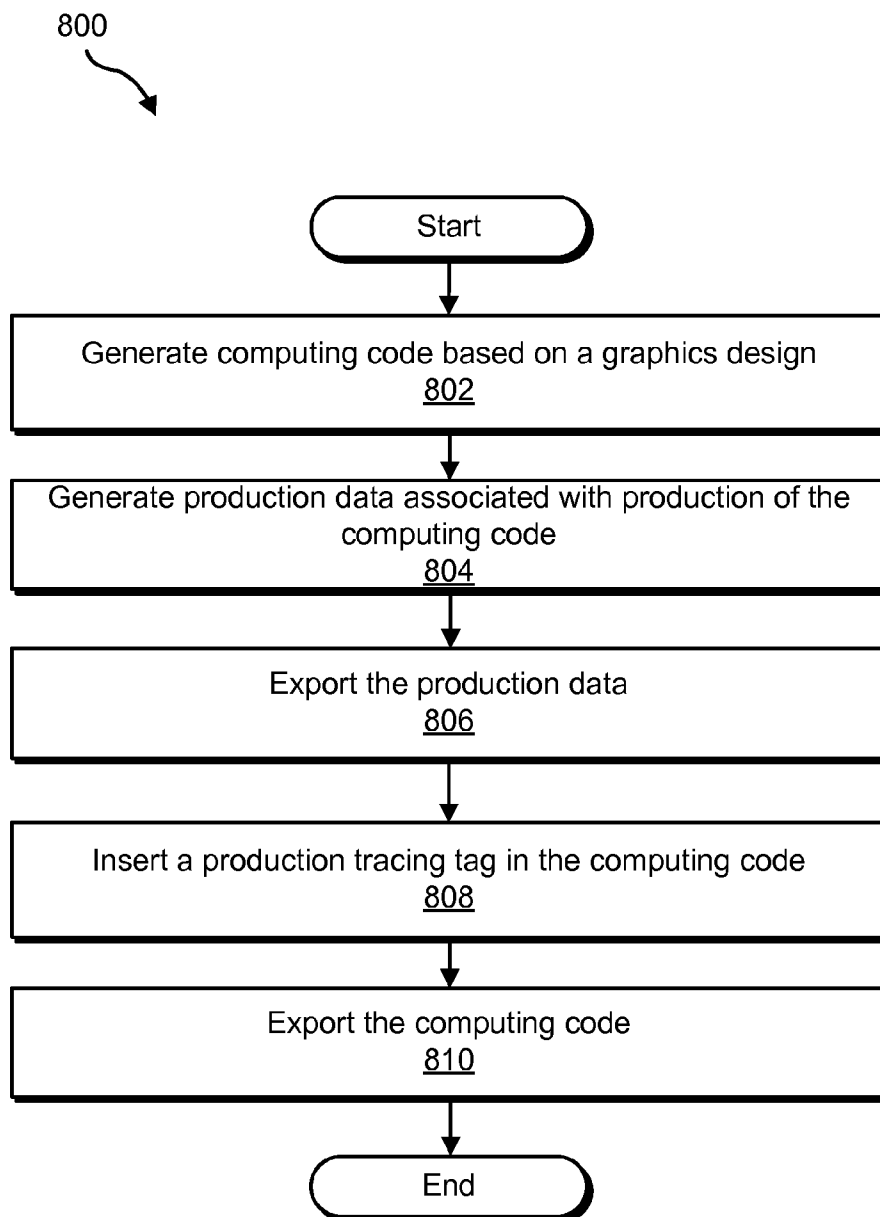 800
Start
Generate computing code based on a graphics design
802
Generate production data associated with production of the
computing code
804
Export the production data
806
Insert a production tracing tag in the computing code
808
Export the computing code
810
End